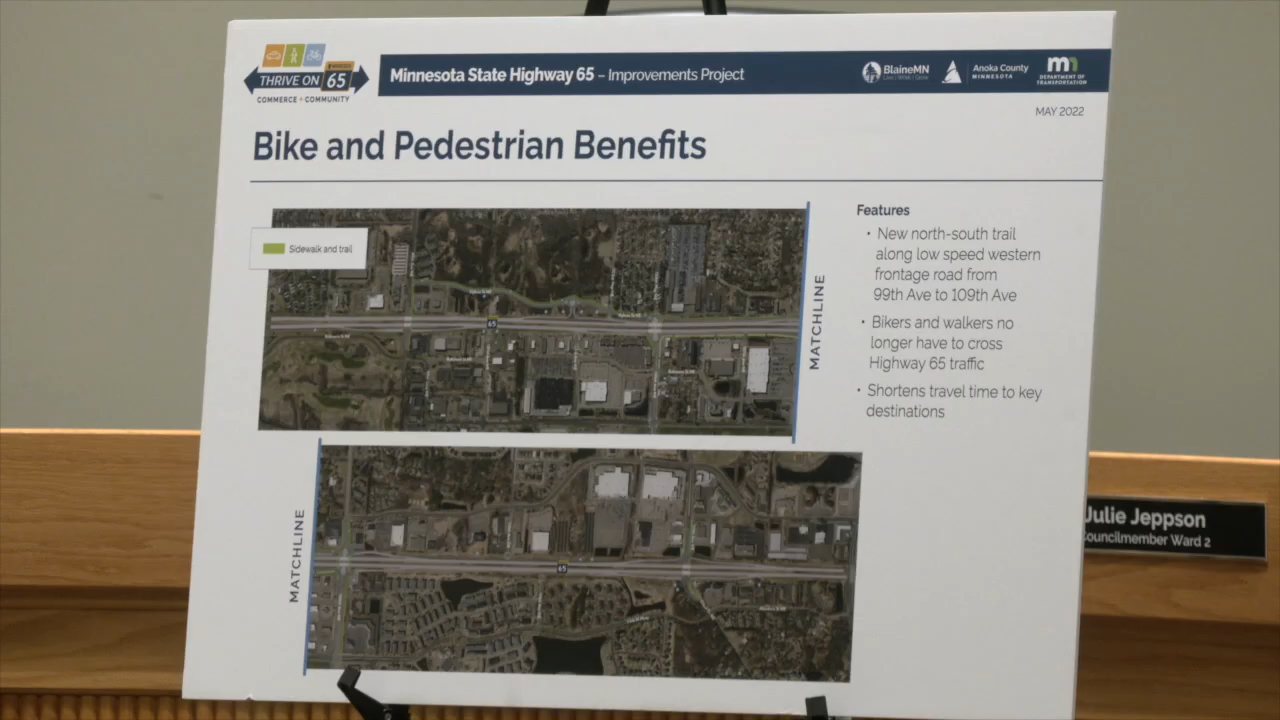 THRIVE ON 65
COMMERCE + COMMUNITY
Minnesota State Highway 65 – Improvements Project
BlaineMN
Anoka County
MINNESOTA
DEPARTMENT OF
TRANSPORTATION
MAY 2022
Bike and Pedestrian Benefits
Sidewalk and trail
65
MATCHLINE
Features
• New north-south trail
along low speed western
frontage road from
99th Ave to 109th Ave
• Bikers and walkers no
longer have to cross
Highway 65 traffic
• Shortens travel time to key
destinations
MATCHLINE
65
Julie Jeppson
Councilmember Ward 2